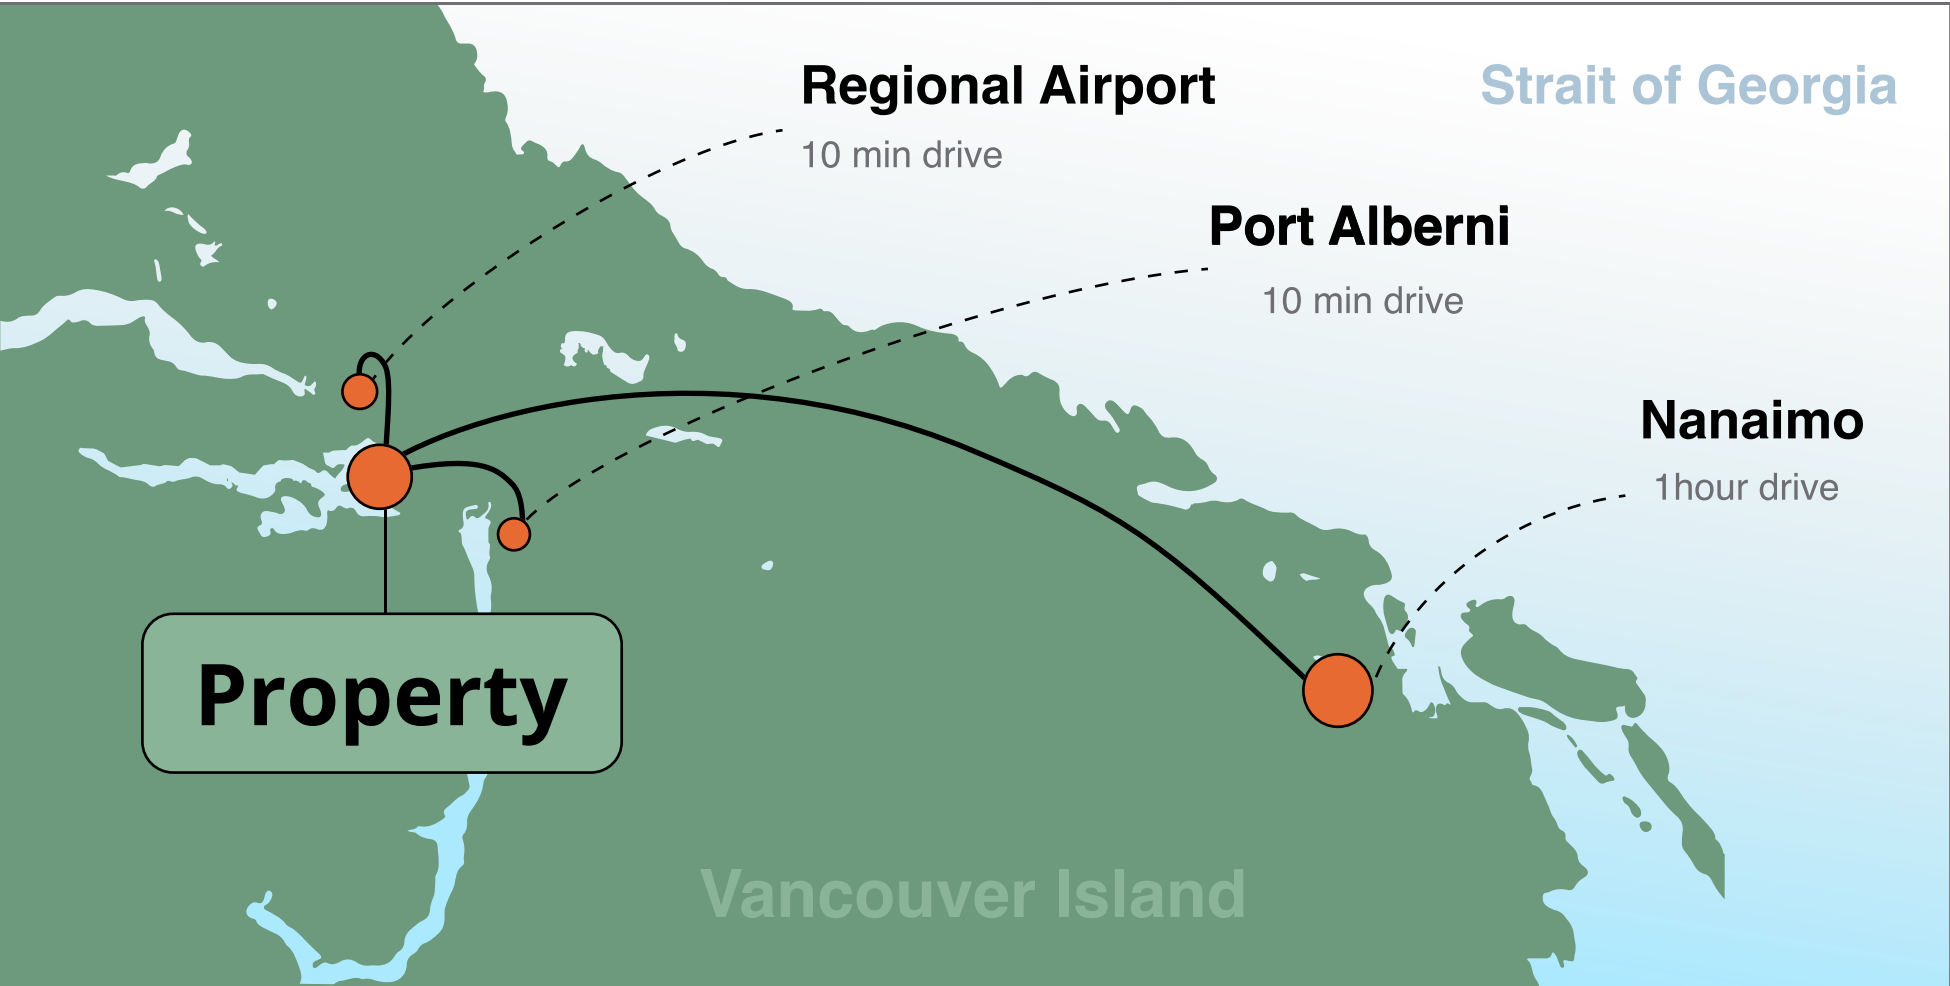 Regional Airport
10 min drive
Strait of Georgia
Port Alberni
10 min drive
Nanaimo
1hour drive
Property
Vancouver Island